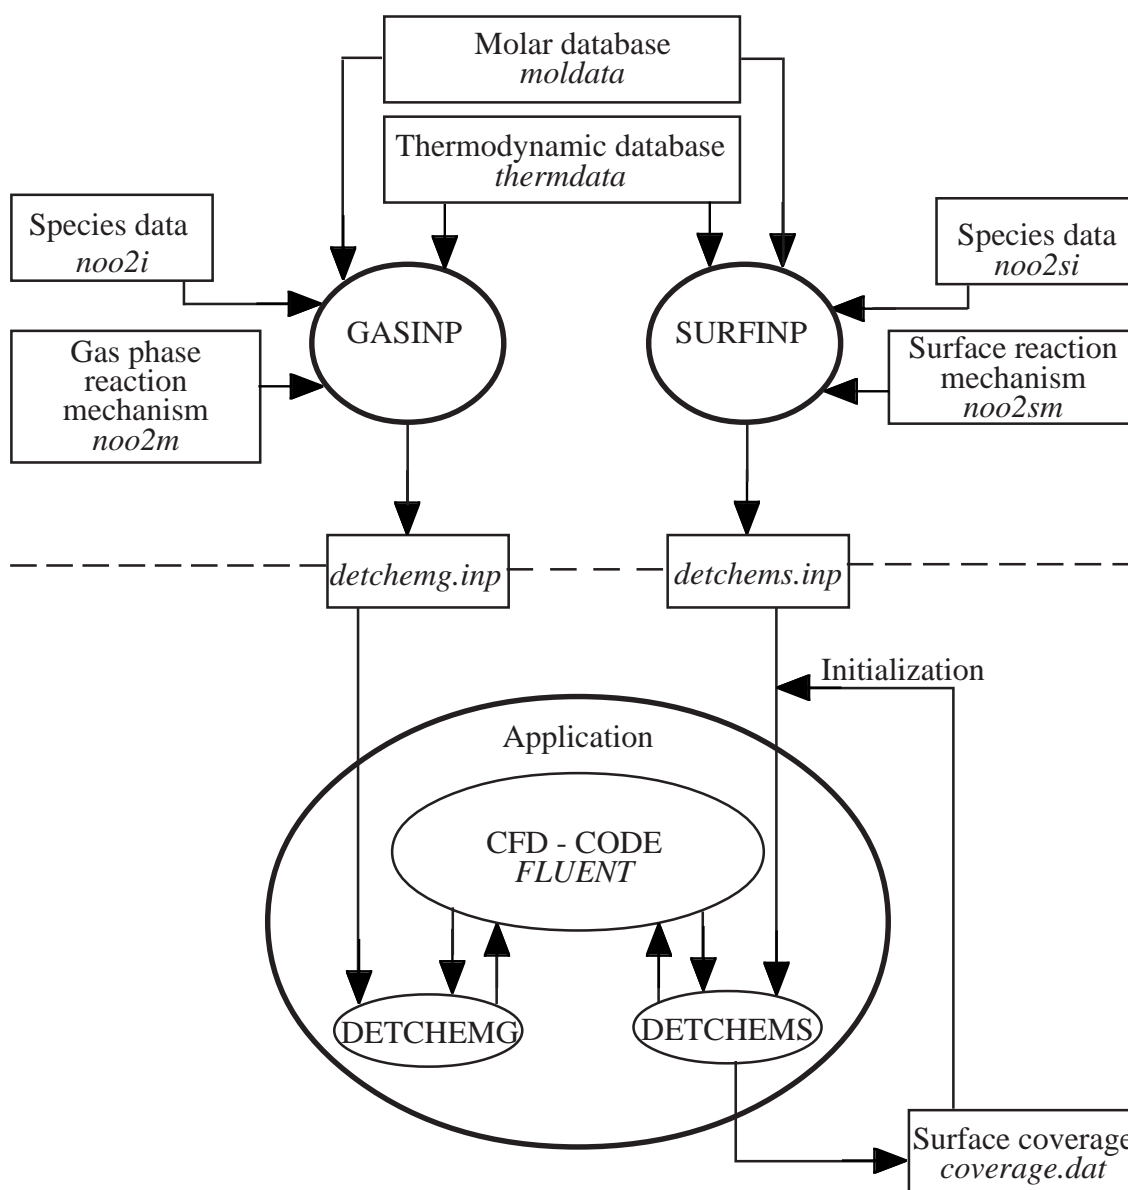 Molar database
moldata
Thermodynamic database
thermdata
Species data
noo2i
Species data
noo2si
GASINP
SURFINP
Gas phase
reaction
mechanism
noo2m
Surface reaction
mechanism
noo2sm
detchemg.inp
detchems.inp
Initialization
Application
CFD - CODE
FLUENT
DETCHEMG
DETCHEMS
Surface coverage
coverage.dat